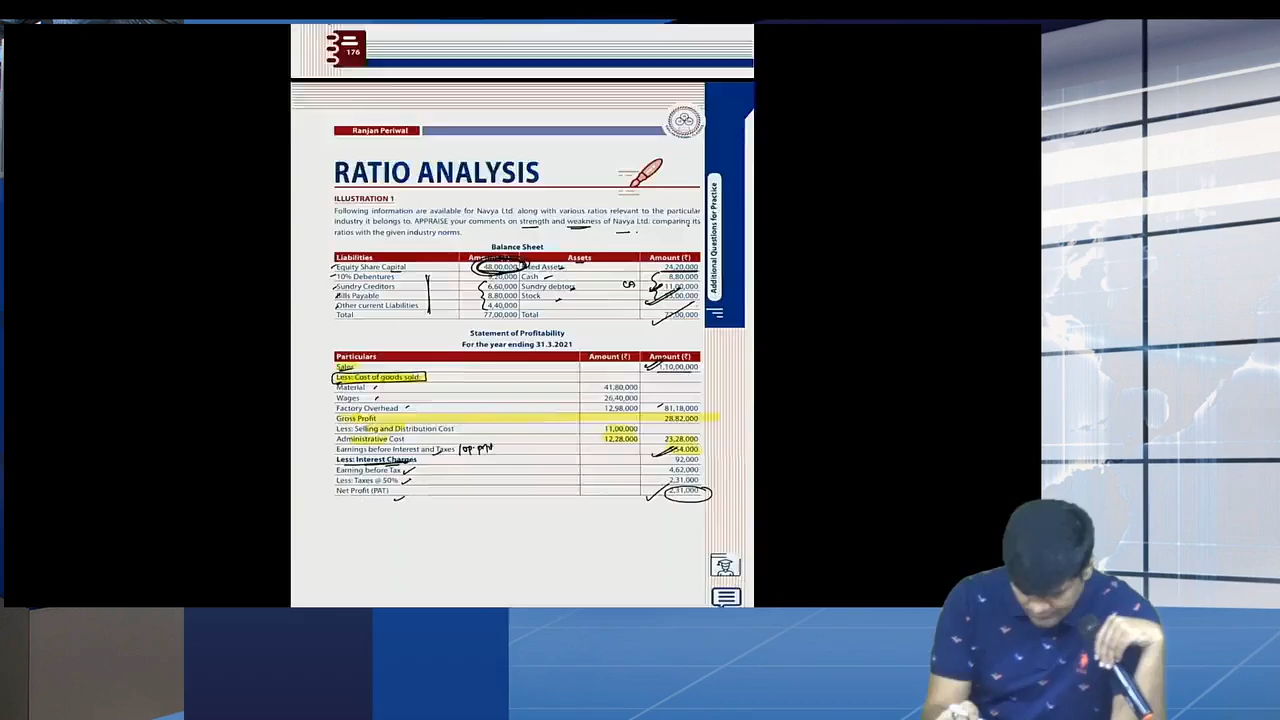 176
Ranjan Periwal
RATIO ANALYSIS
ILLUSTRATION 1
Following information are available for Navya Ltd. along with various ratios relevant to the particular
industry it belongs to. APPRAISE your comments on strength and weakness of Navya Ltd. comparing its
ratios with the given industry norms.
Balance Sheet
Liabilities Assets Amount (₹)
Equity Share Capital 48,00,000 24,20,000
10% Debentures 9,20,000 Cash 8,80,000
Sundry Creditors 6,60,000 Sundry debtors CA 11,00,000
Bills Payable 8,80,000 Stock
Other current Liabilities 4,40,000
Total 77,00,000 Total 77,00,000
Statement of Profitability
For the year ending 31.3.2021
Particulars Amount (₹) Amount (₹)
Sales 1,10,00,000
Less: Cost of goods sold:
Material 41,80,000
Wages 26,40,000
Factory Overhead 12,98,000 81,18,000
Gross Profit 28,82,000
Less: Selling and Distribution Cost 11,00,000
Administrative Cost 12,28,000 23,28,000
Earnings before Interest and Taxes
Less: Interest Charges 92,000
Earning before Tax 4,62,000
Less: Taxes @ 50% 2,31,000
Net Profit (PAT) 2,31,000
Additional Questions for Practice